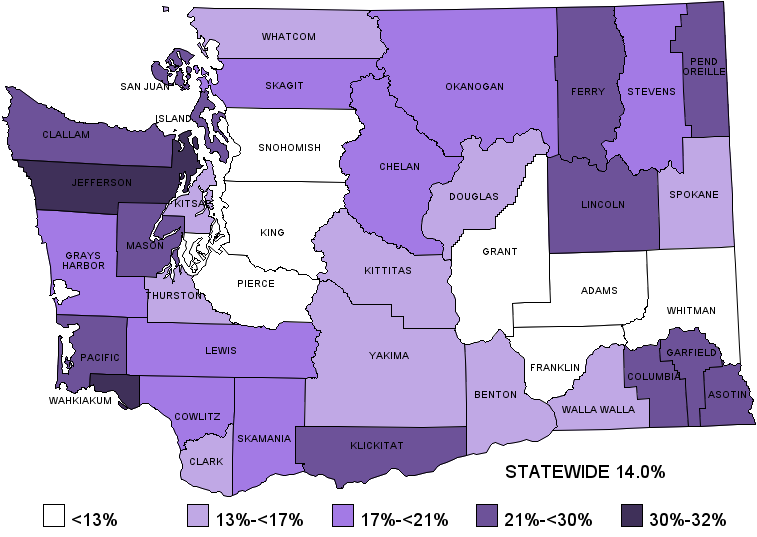 WHATCOM
SAN JUAN
SKAGIT
OKANOGAN
FERRY
STEVENS
PEND
OREILLE
ISLAND
CLALLAM
SNOHOMISH
CHELAN
JEFFERSON
KITSAP
DOUGLAS
LINCOLN
SPOKANE
GRAYS
HARBOR
MASON
KING
GRANT
KITTITAS
THURSTON
PIERCE
ADAMS
WHITMAN
PACIFIC
LEWIS
YAKIMA
FRANKLIN
GARFIELD
COLUMBIA
ASOTIN
WAHKIAKUM
COWLITZ
BENTON
WALLA WALLA
SKAMANIA
KLICKITAT
CLARK
STATEWIDE 14.0%
<13% 13%-<17% 17%-<21% 21%-<30% 30%-32%